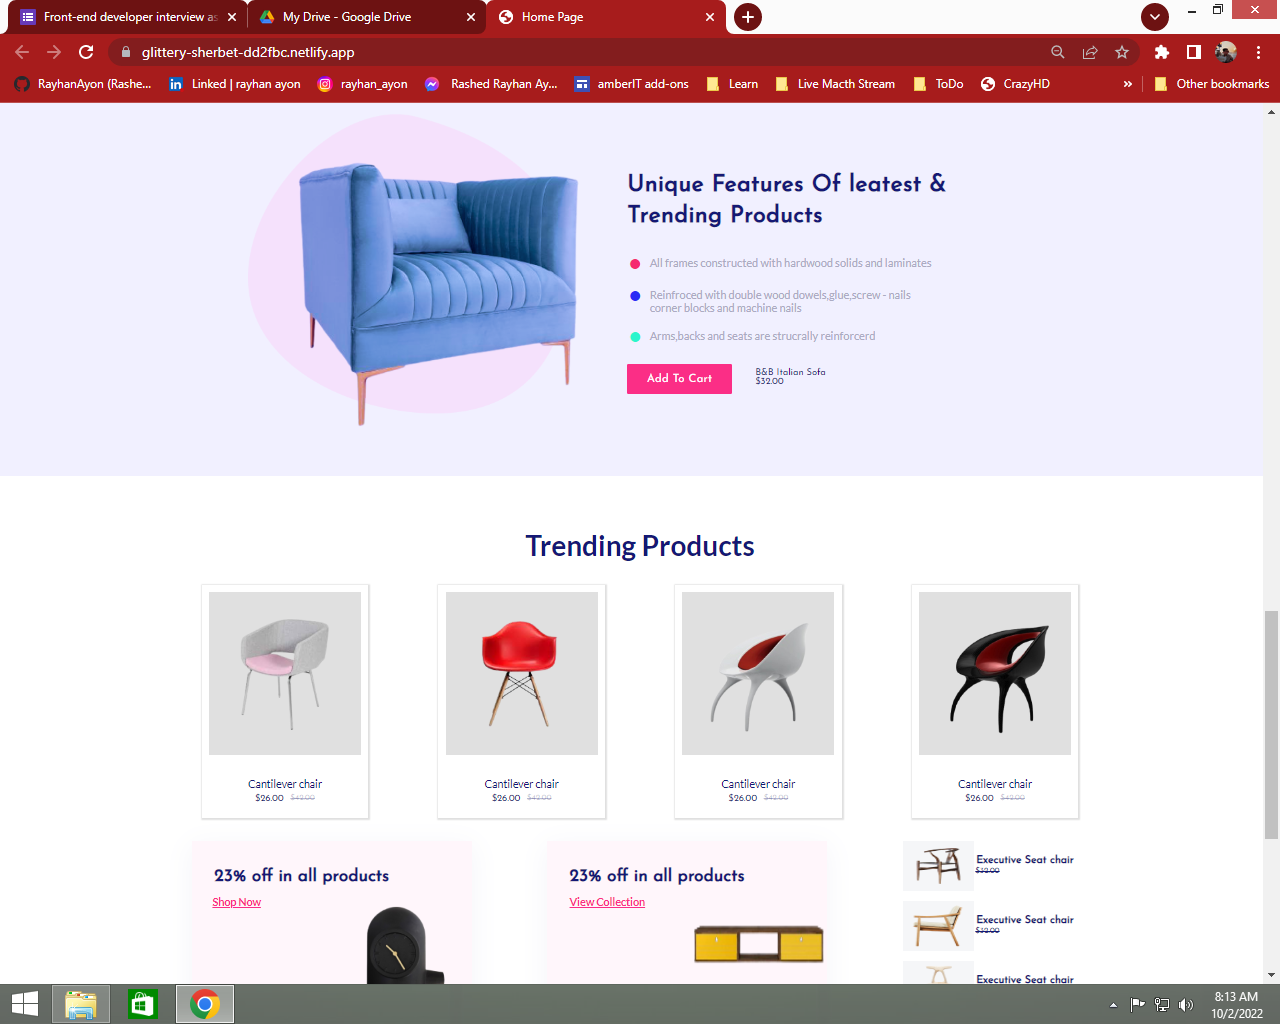 Front-end developer interview as
My Drive - Google Drive
Home Page
glittery-sherbet-dd2fbc.netlify.app
RayhanAyon (Rashe...
Linked | rayhan ayon
rayhan_ayon
Rashed Rayhan Ay...
amberIT add-ons
Learn
Live Macth Stream
ToDo
CrazyHD
»
Other bookmarks
Unique Features Of leatest &
Trending Products
All frames constructed with hardwood solids and laminates
Reinfroced with double wood dowels,glue,screw - nails
corner blocks and machine nails
Arms,backs and seats are strucrally reinforcerd
Add To Cart
B&B Italian Sofa
$32.00
Trending Products
Cantilever chair
$26.00 $42.00
Cantilever chair
$26.00 $42.00
Cantilever chair
$26.00 $42.00
Cantilever chair
$26.00 $42.00
23% off in all products
Shop Now
23% off in all products
View Collection
Executive Seat chair
$32.00
Executive Seat chair
$32.00
Executive Seat chair
8:13 AM
10/2/2022